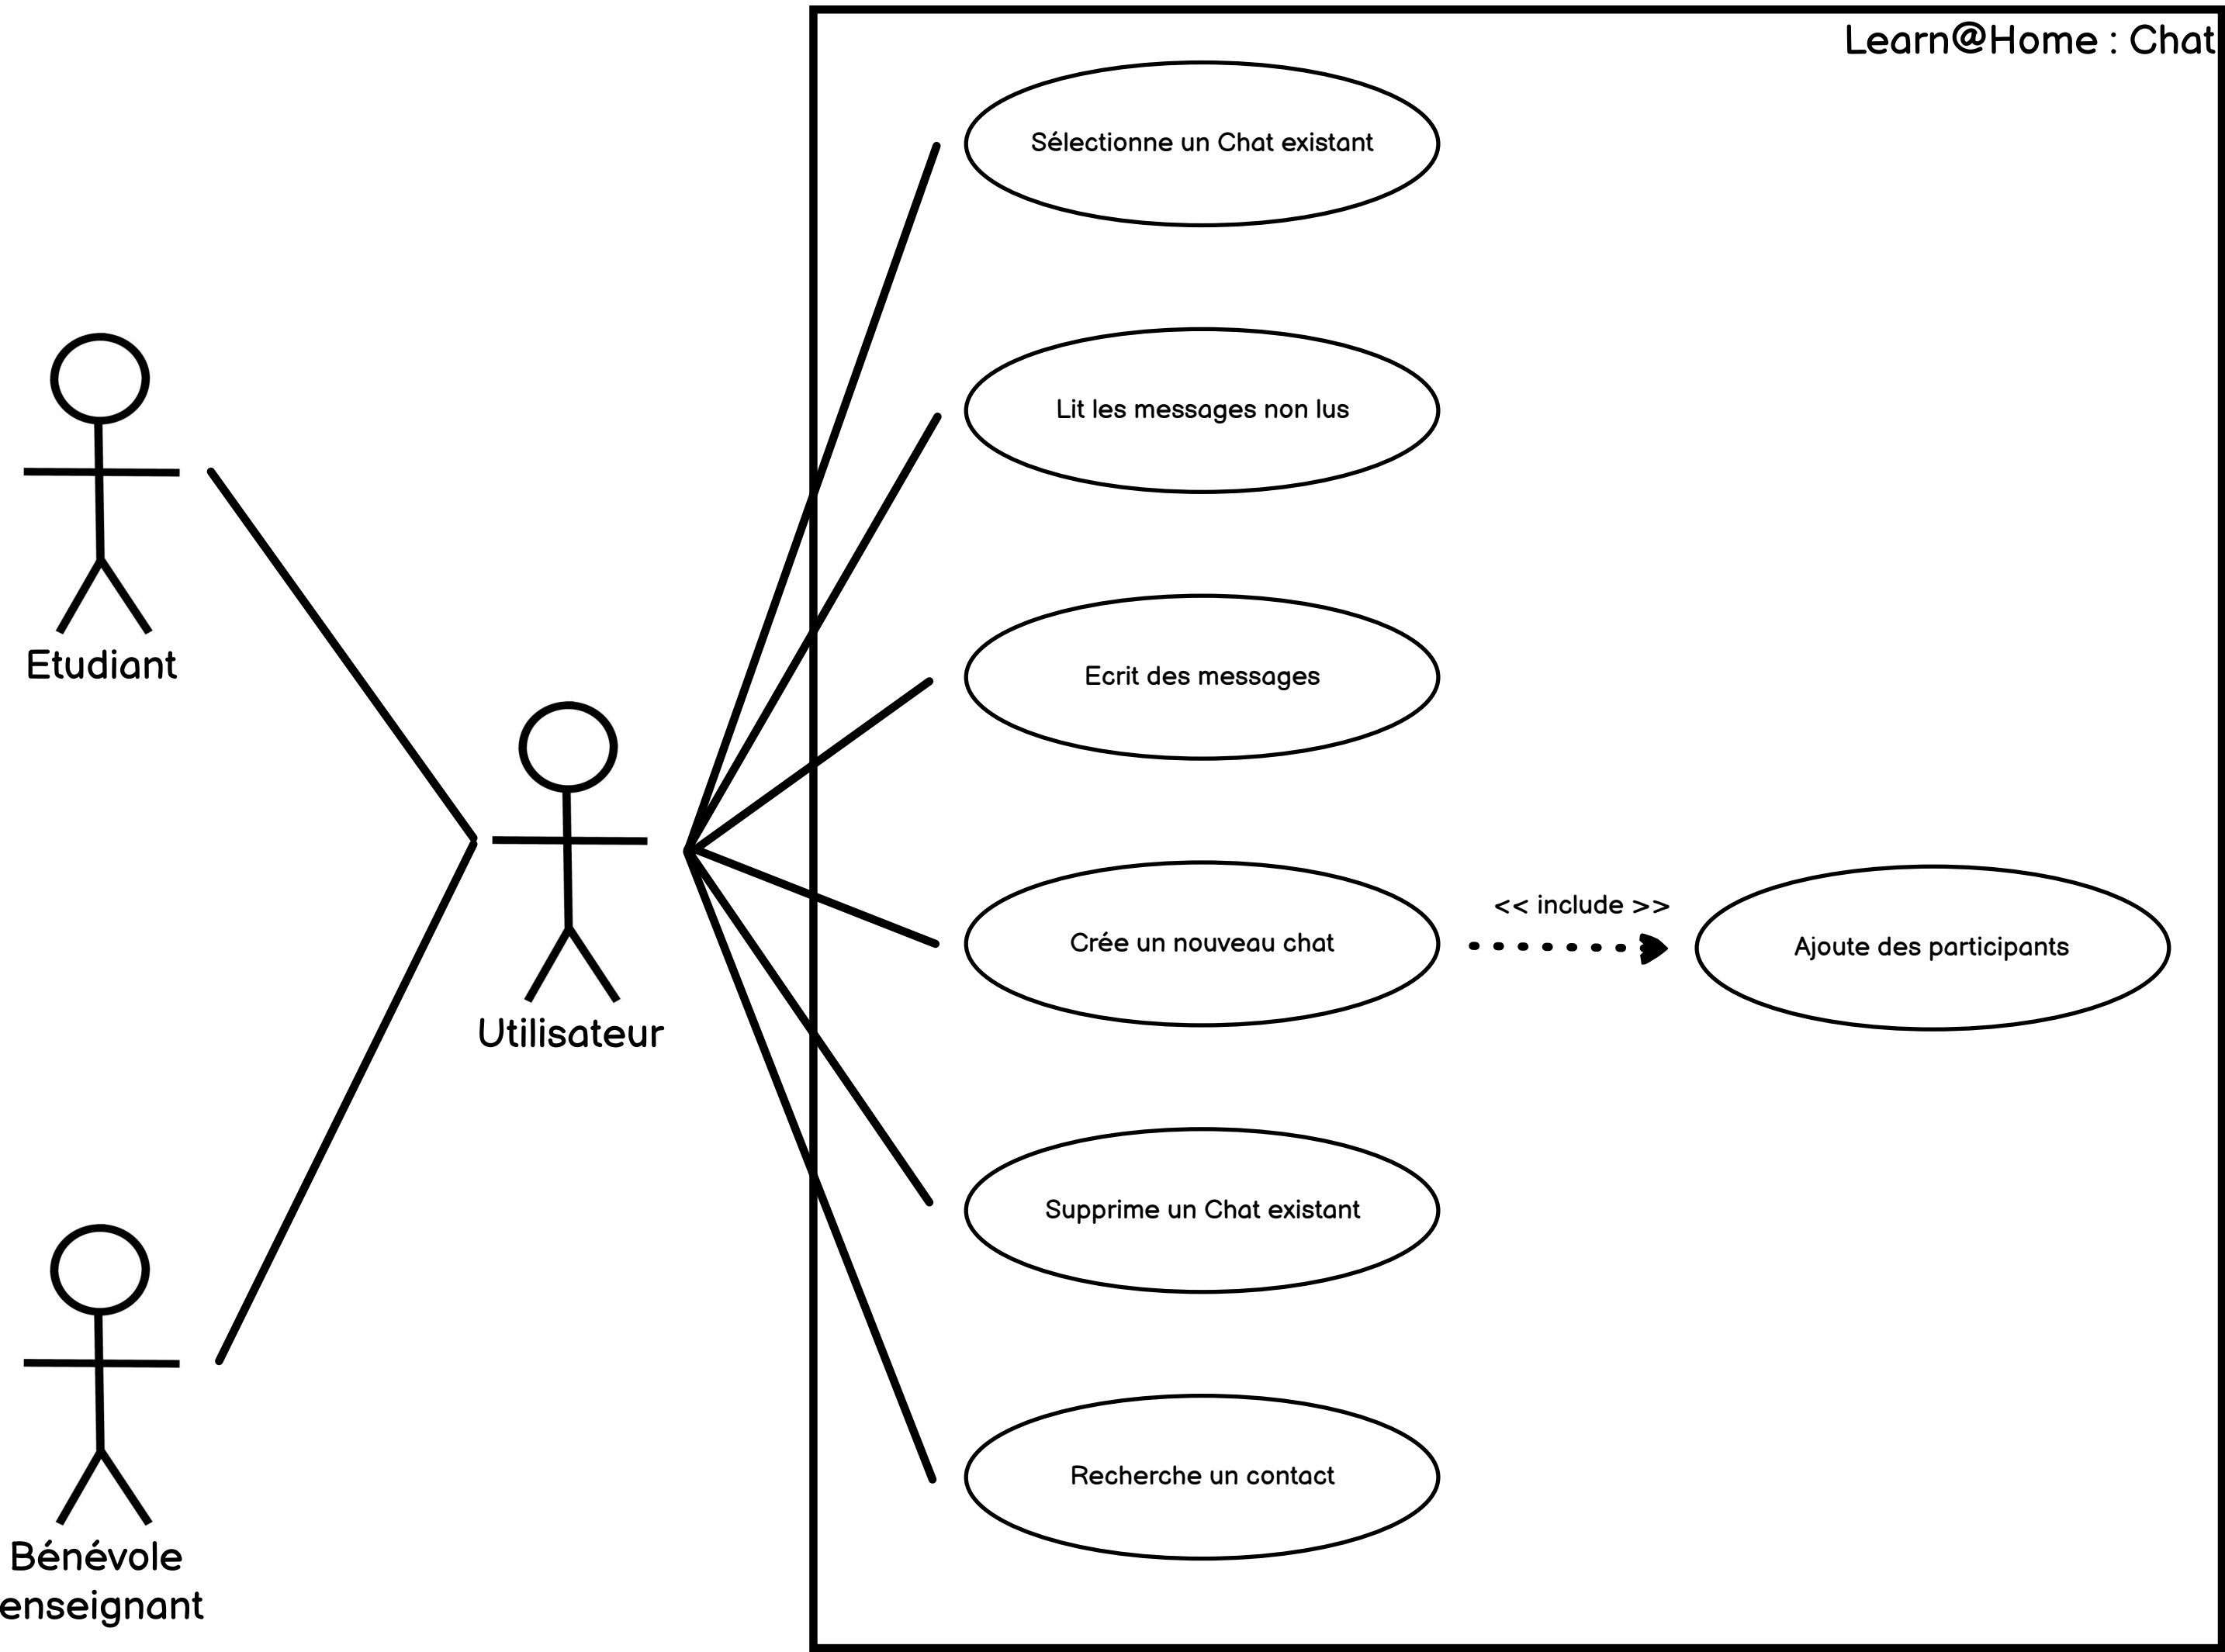 Learn@Home : Chat
Sélectionne un Chat existant
Lit les messages non lus
Etudiant
Ecrit des messages
Utilisateur
Crée un nouveau chat
<< include >>
Ajoute des participants
Supprime un Chat existant
Recherche un contact
Bénévole
enseignant